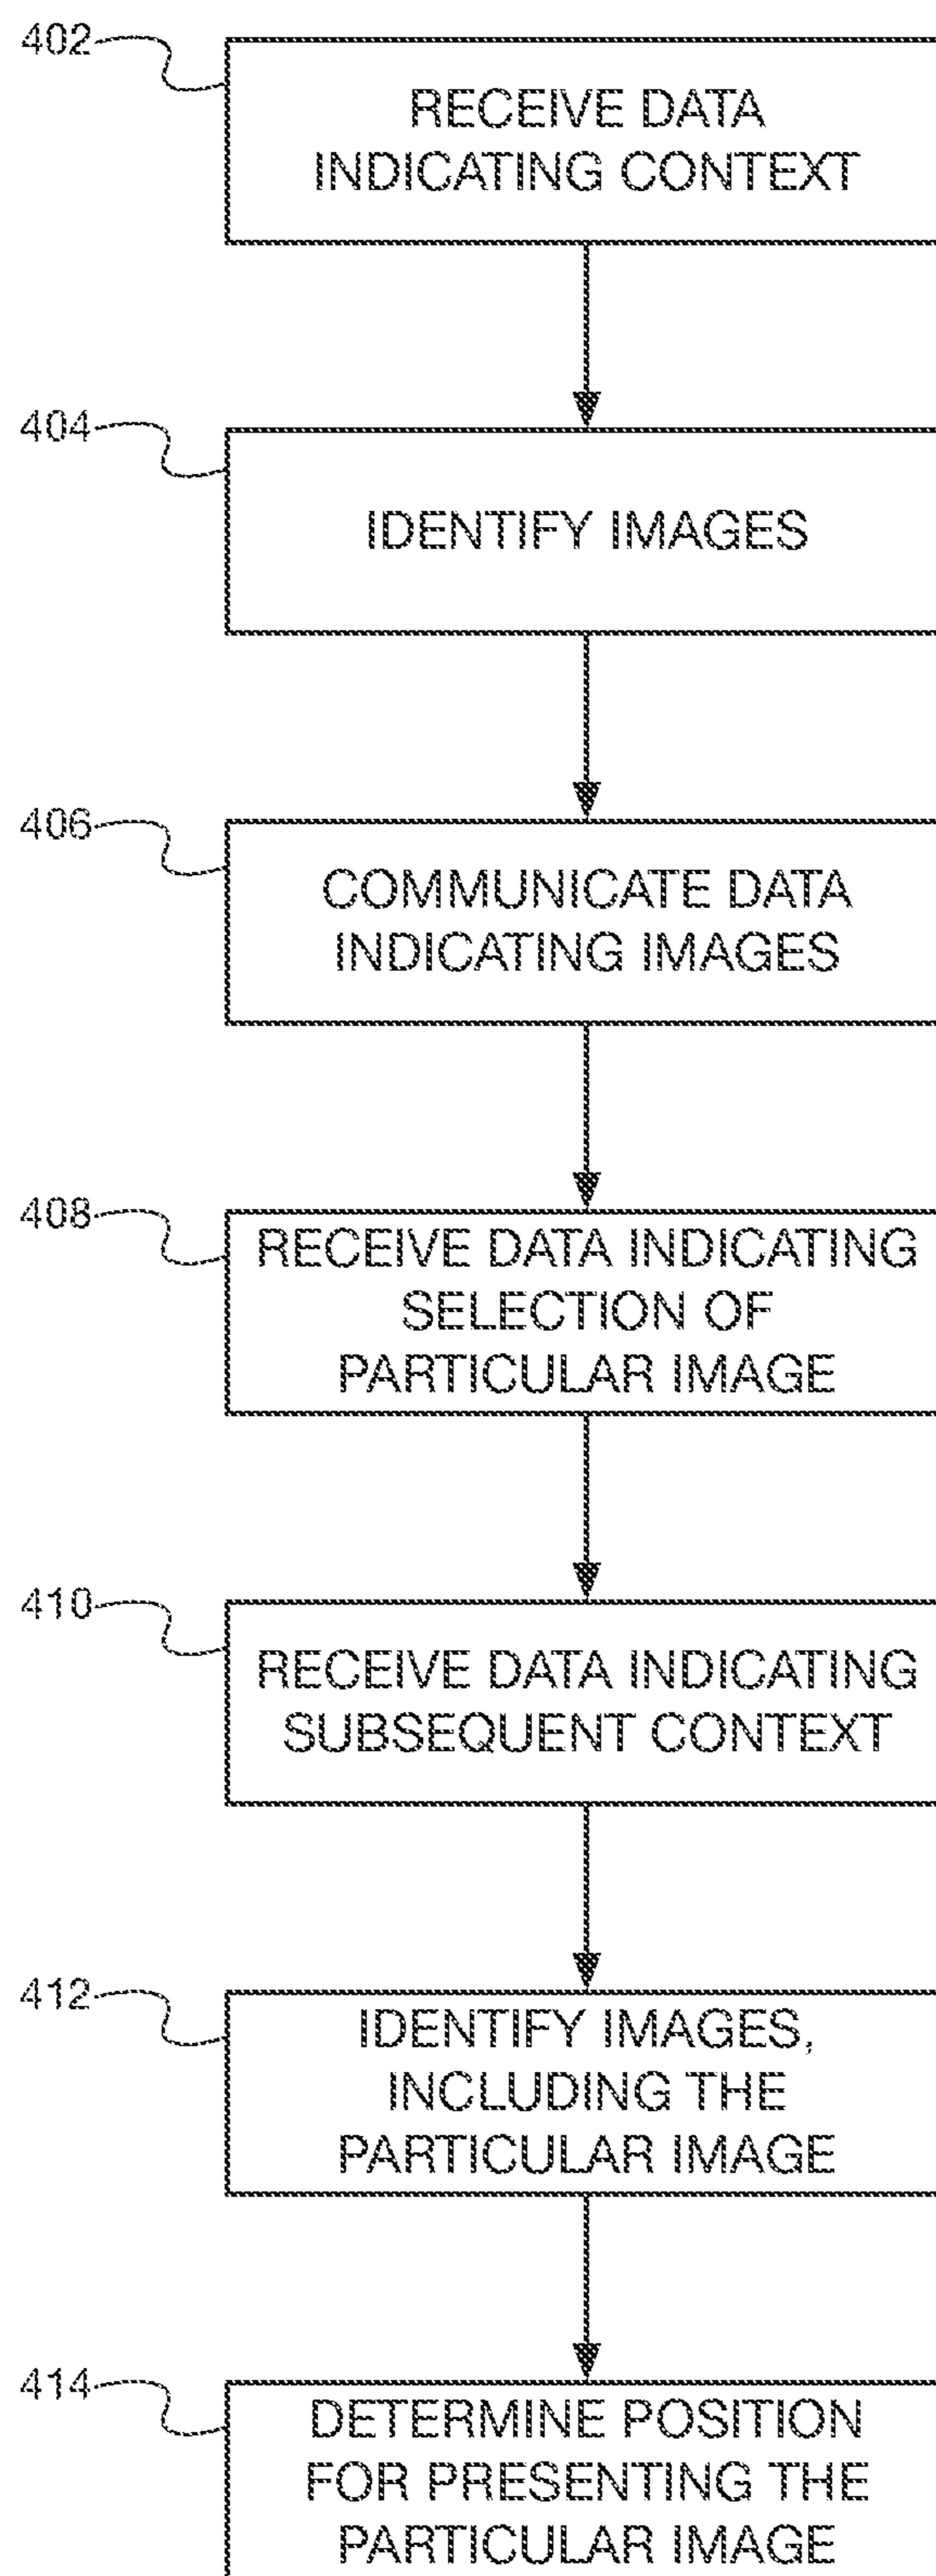 402
RECEIVE DATA
INDICATING CONTEXT
404
IDENTIFY IMAGES
406
COMMUNICATE DATA
INDICATING IMAGES
408
RECEIVE DATA INDICATING
SELECTION OF
PARTICULAR IMAGE
410
RECEIVE DATA INDICATING
SUBSEQUENT CONTEXT
412
IDENTIFY IMAGES,
INCLUDING THE
PARTICULAR IMAGE
414
DETERMINE POSITION
FOR PRESENTING THE
PARTICULAR IMAGE